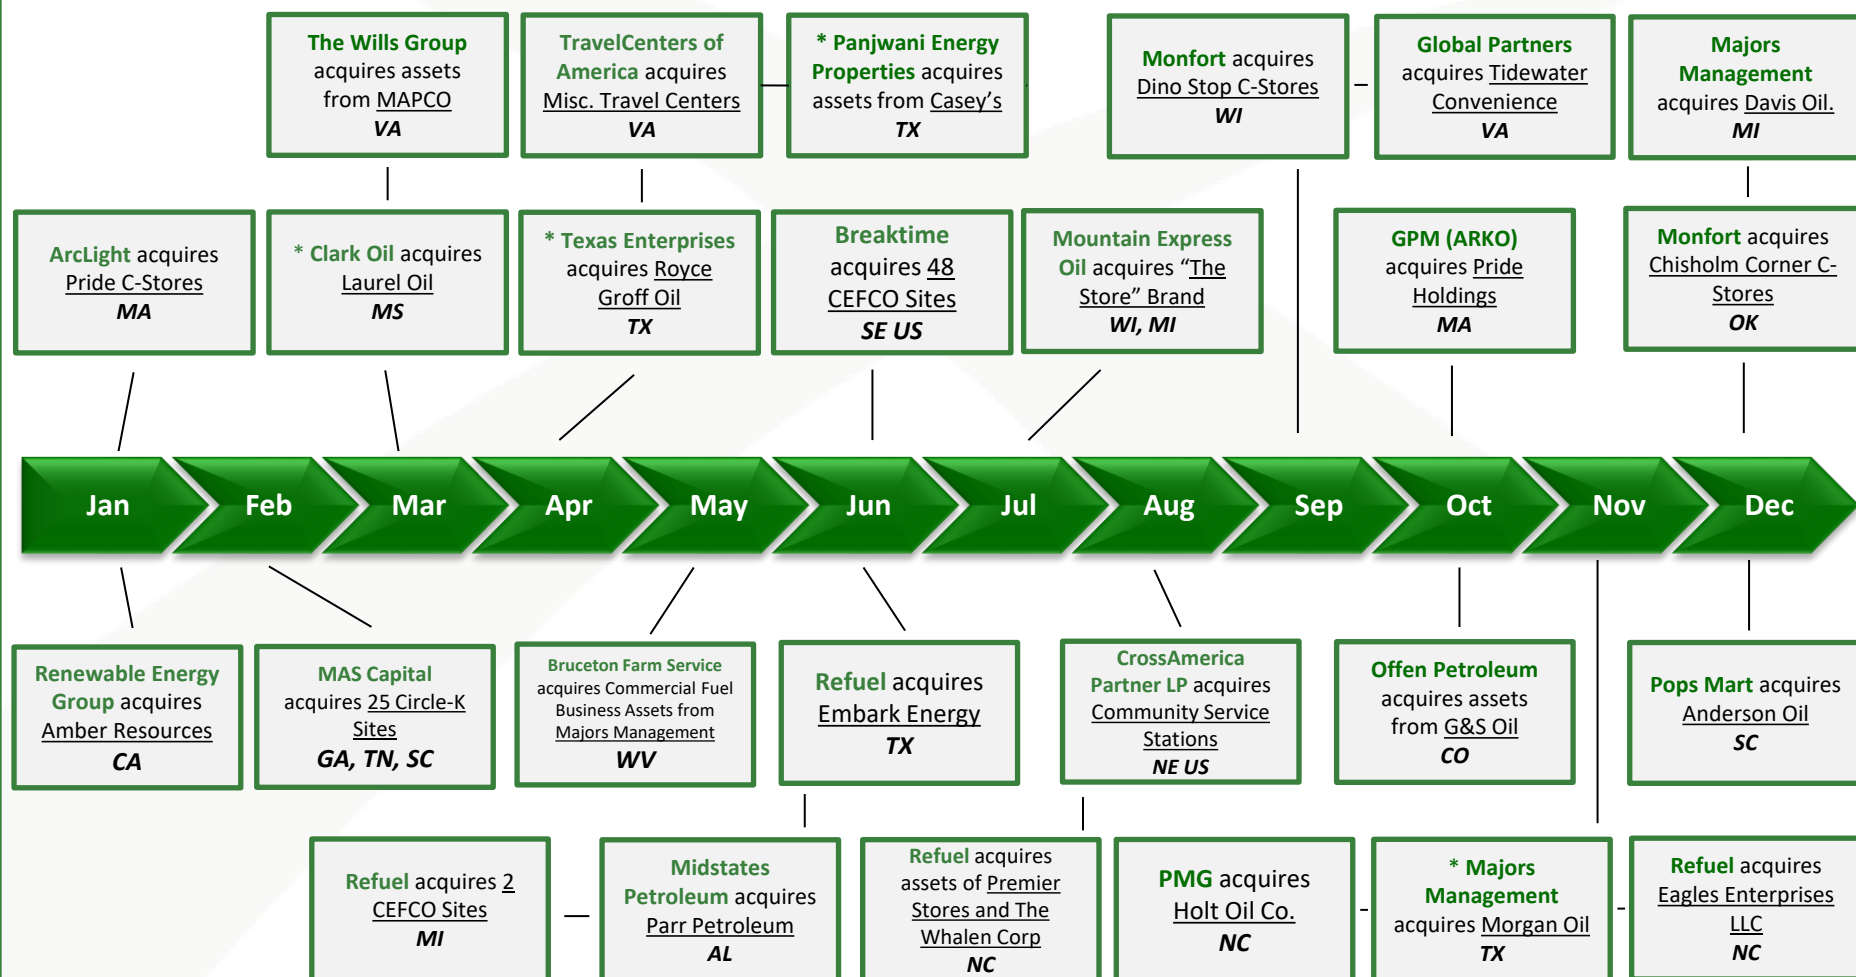 The Wills Group
acquires assets
from MAPCO
VA
TravelCenters of
America acquires
Misc. Travel Centers
VA
* Panjwani Energy
Properties acquires
assets from Casey's
TX
Monfort acquires
Dino Stop C-Stores
WI
Global Partners
acquires Tidewater
Convenience
VA
Majors
Management
acquires Davis Oil.
MI
ArcLight acquires
Pride C-Stores
MA
* Clark Oil acquires
Laurel Oil
MS
* Texas Enterprises
acquires Royce
Groff Oil
TX
Breaktime
acquires 48
CEFCO Sites
SE US
Mountain Express
Oil acquires “The
Store” Brand
WI, MI
GPM (ARKO)
acquires Pride
Holdings
MA
Monfort acquires
Chisholm Corner C-
Stores
OK
Jan Feb Mar Apr May Jun Jul Aug Sep Oct Nov Dec
Renewable Energy
Group acquires
Amber Resources
CA
MAS Capital
acquires 25 Circle-K
Sites
GA, TN, SC
Bruceton Farm Service
acquires Commercial Fuel
Business Assets from
Majors Management
WV
Refuel acquires
Embark Energy
TX
CrossAmerica
Partner LP acquires
Community Service
Stations
NE US
Offen Petroleum
acquires assets
from G&S Oil
CO
Pops Mart acquires
Anderson Oil
SC
Refuel acquires 2
CEFCO Sites
MI
Midstates
Petroleum acquires
Parr Petroleum
AL
Refuel acquires
assets of Premier
Stores and The
Whalen Corp
NC
PMG acquires
Holt Oil Co.
NC
* Majors
Management
acquires Morgan Oil
TX
Refuel acquires
Eagles Enterprises
LLC
NC